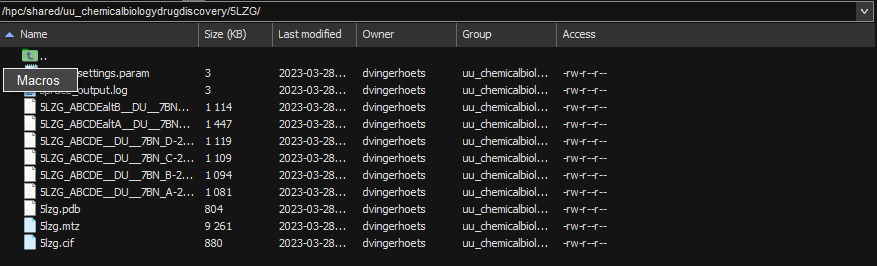 /hpc/shared/uu_chemicalbiologydrugdiscovery/5LZG/
Name Size (KB) Last modified Owner Group Access
..
settings.param 3 2023-03-28... dvingerhoets uu_chemicalbiol... -rw-r--r--
Macros
_output.log 3 2023-03-28... dvingerhoets uu_chemicalbiol... -rw-r--r--
5LZG_ABCDEaltB__DU__7BN... 1 114 2023-03-28... dvingerhoets uu_chemicalbiol... -rw-r--r--
5LZG_ABCDEaltA__DU__7BN... 1 447 2023-03-28... dvingerhoets uu_chemicalbiol... -rw-r--r--
5LZG_ABCDE__DU__7BN_D-2... 1 119 2023-03-28... dvingerhoets uu_chemicalbiol... -rw-r--r--
5LZG_ABCDE__DU__7BN_C-2... 1 109 2023-03-28... dvingerhoets uu_chemicalbiol... -rw-r--r--
5LZG_ABCDE__DU__7BN_B-2... 1 094 2023-03-28... dvingerhoets uu_chemicalbiol... -rw-r--r--
5LZG_ABCDE__DU__7BN_A-2... 1 081 2023-03-28... dvingerhoets uu_chemicalbiol... -rw-r--r--
5lzg.pdb 804 2023-03-28... dvingerhoets uu_chemicalbiol... -rw-r--r--
5lzg.mtz 9 261 2023-03-28... dvingerhoets uu_chemicalbiol... -rw-r--r--
5lzg.cif 880 2023-03-28... dvingerhoets uu_chemicalbiol... -rw-r--r--